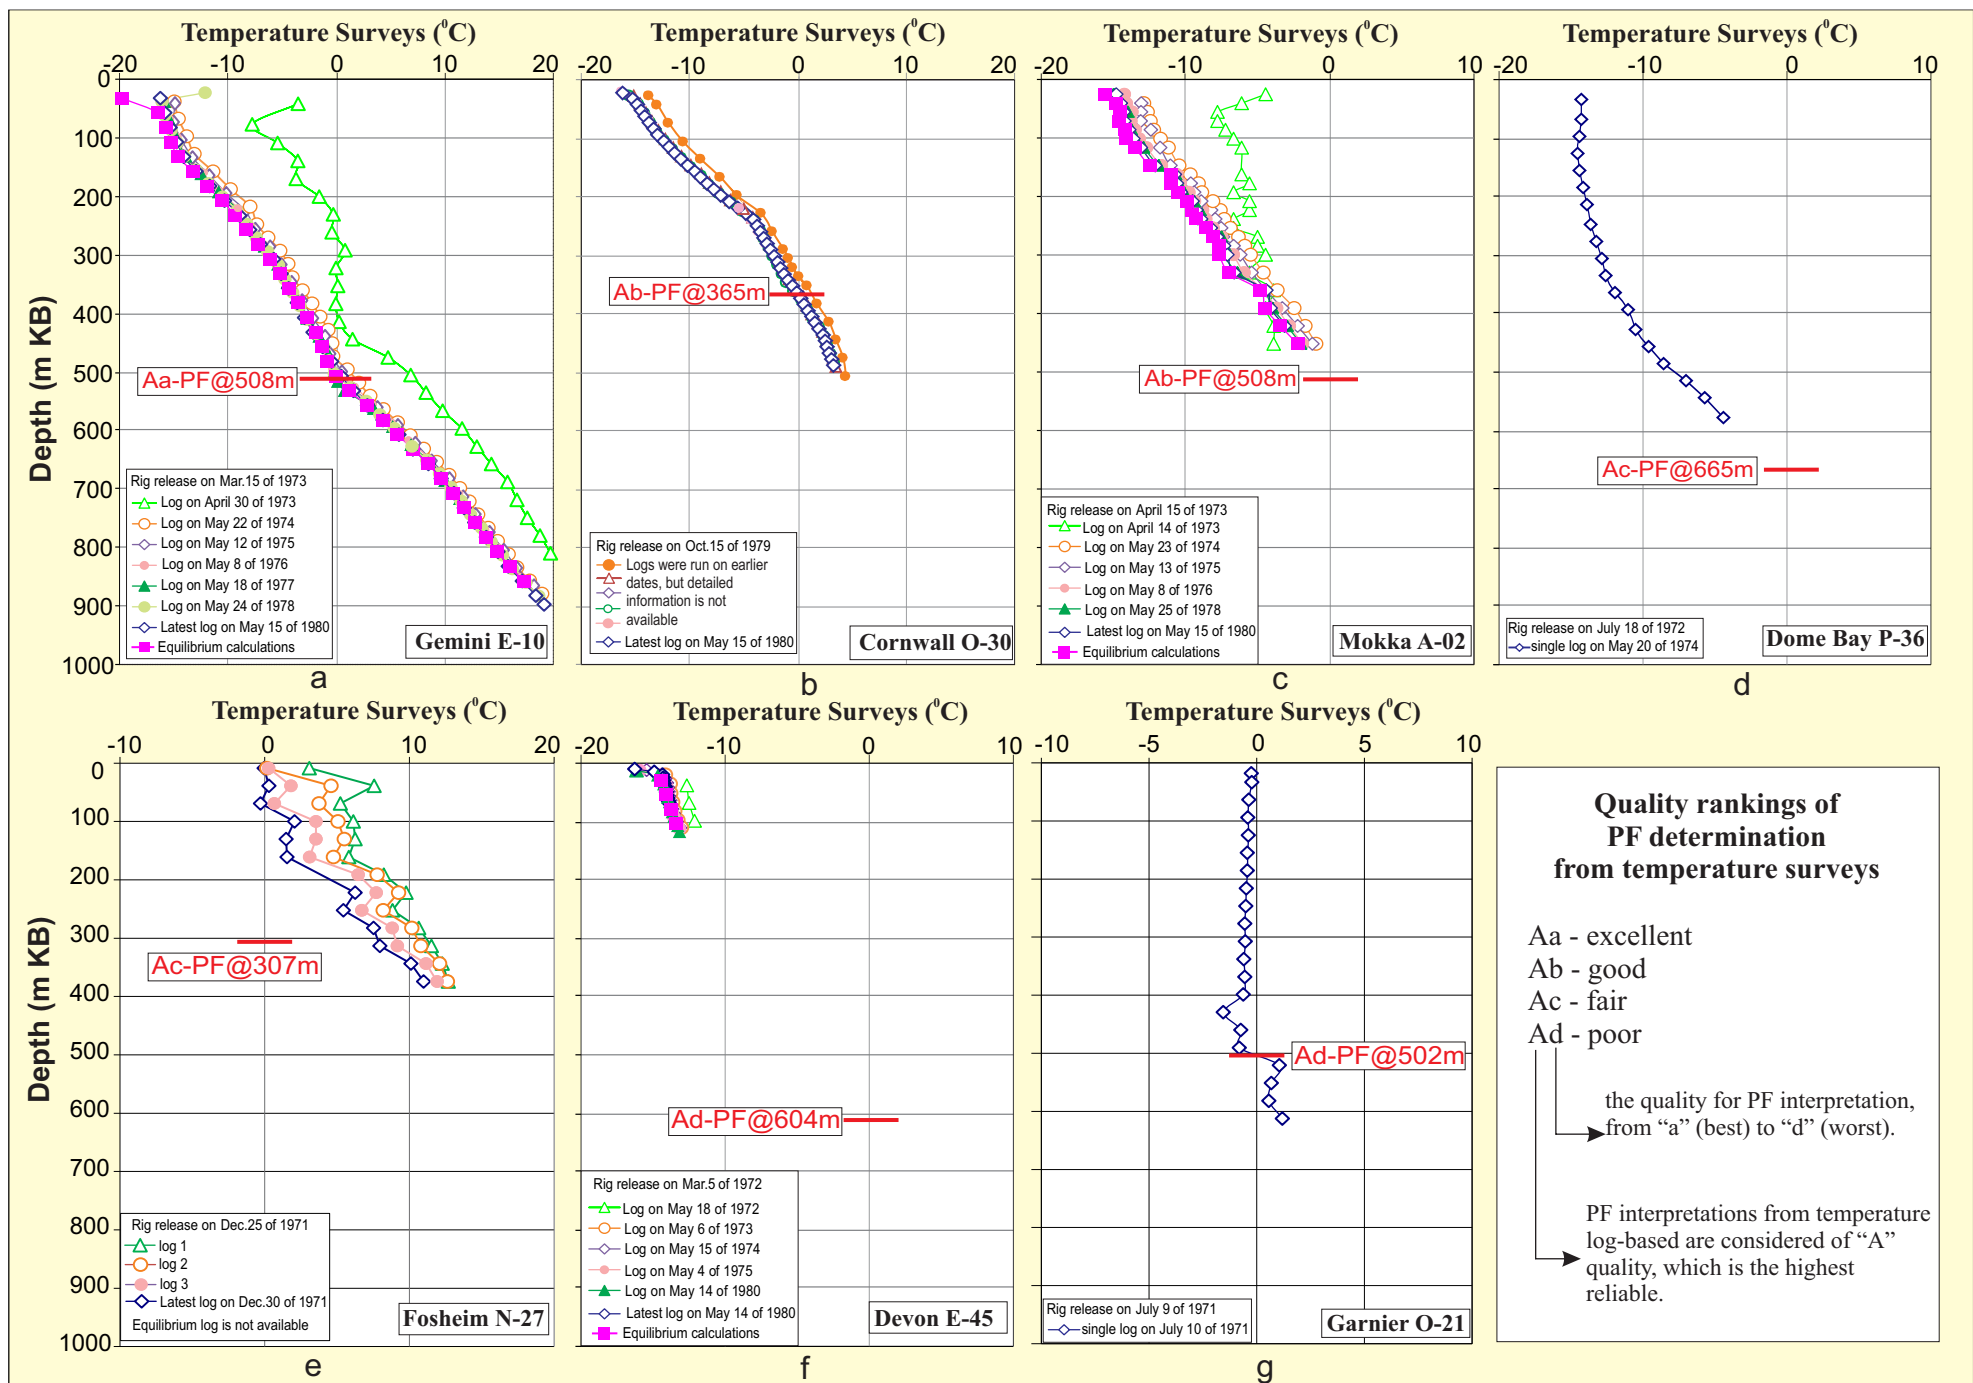 Temperature Surveys (⁰C)
-20 -10 0 10 20
Temperature Surveys (⁰C)
-20 -10 0 10 20
Temperature Surveys (⁰C)
-20 -10 0 10
Temperature Surveys (⁰C)
-20 -10 0 10
Depth (m KB)
0
100
200
300
400
500
600
700
800
900
1000
Aa-PF@508m
Rig release on Mar.15 of 1973
Log on April 30 of 1973
Log on May 22 of 1974
Log on May 12 of 1975
Log on May 8 of 1976
Log on May 18 of 1977
Log on May 24 of 1978
Latest log on May 15 of 1980
Equilibrium calculations
Gemini E-10
a
Ab-PF@365m
Rig release on Oct.15 of 1979
Logs were run on earlier
dates, but detailed
information is not
available
Latest log on May 15 of 1980
Cornwall O-30
b
Ab-PF@508m
Rig release on April 15 of 1973
Log on April 14 of 1973
Log on May 23 of 1974
Log on May 13 of 1975
Log on May 8 of 1976
Log on May 25 of 1978
Latest log on May 15 of 1980
Equilibrium calculations
Mokka A-02
c
Ac-PF@665m
Rig release on July 18 of 1972
single log on May 20 of 1974
Dome Bay P-36
d
Temperature Surveys (⁰C)
-10 0 10 20
Temperature Surveys (⁰C)
-20 -10 0 10
Temperature Surveys (⁰C)
-10 -5 0 5 10
Depth (m KB)
0
100
200
300
400
500
600
700
800
900
1000
Ac-PF@307m
Rig release on Dec.25 of 1971
log 1
log 2
log 3
Latest log on Dec.30 of 1971
Equilibrium log is not available
Fosheim N-27
e
Ad-PF@604m
Rig release on Mar.5 of 1972
Log on May 18 of 1972
Log on May 6 of 1973
Log on May 15 of 1974
Log on May 4 of 1975
Log on May 14 of 1980
Latest log on May 14 of 1980
Equilibrium calculations
Devon E-45
f
Ad-PF@502m
Rig release on July 9 of 1971
single log on July 10 of 1971
Garnier O-21
g
Quality rankings of
PF determination
from temperature surveys
Aa - excellent
Ab - good
Ac - fair
Ad - poor
the quality for PF interpretation,
from “a” (best) to “d” (worst).
PF interpretations from temperature
log-based are considered of “A”
quality, which is the highest
reliable.